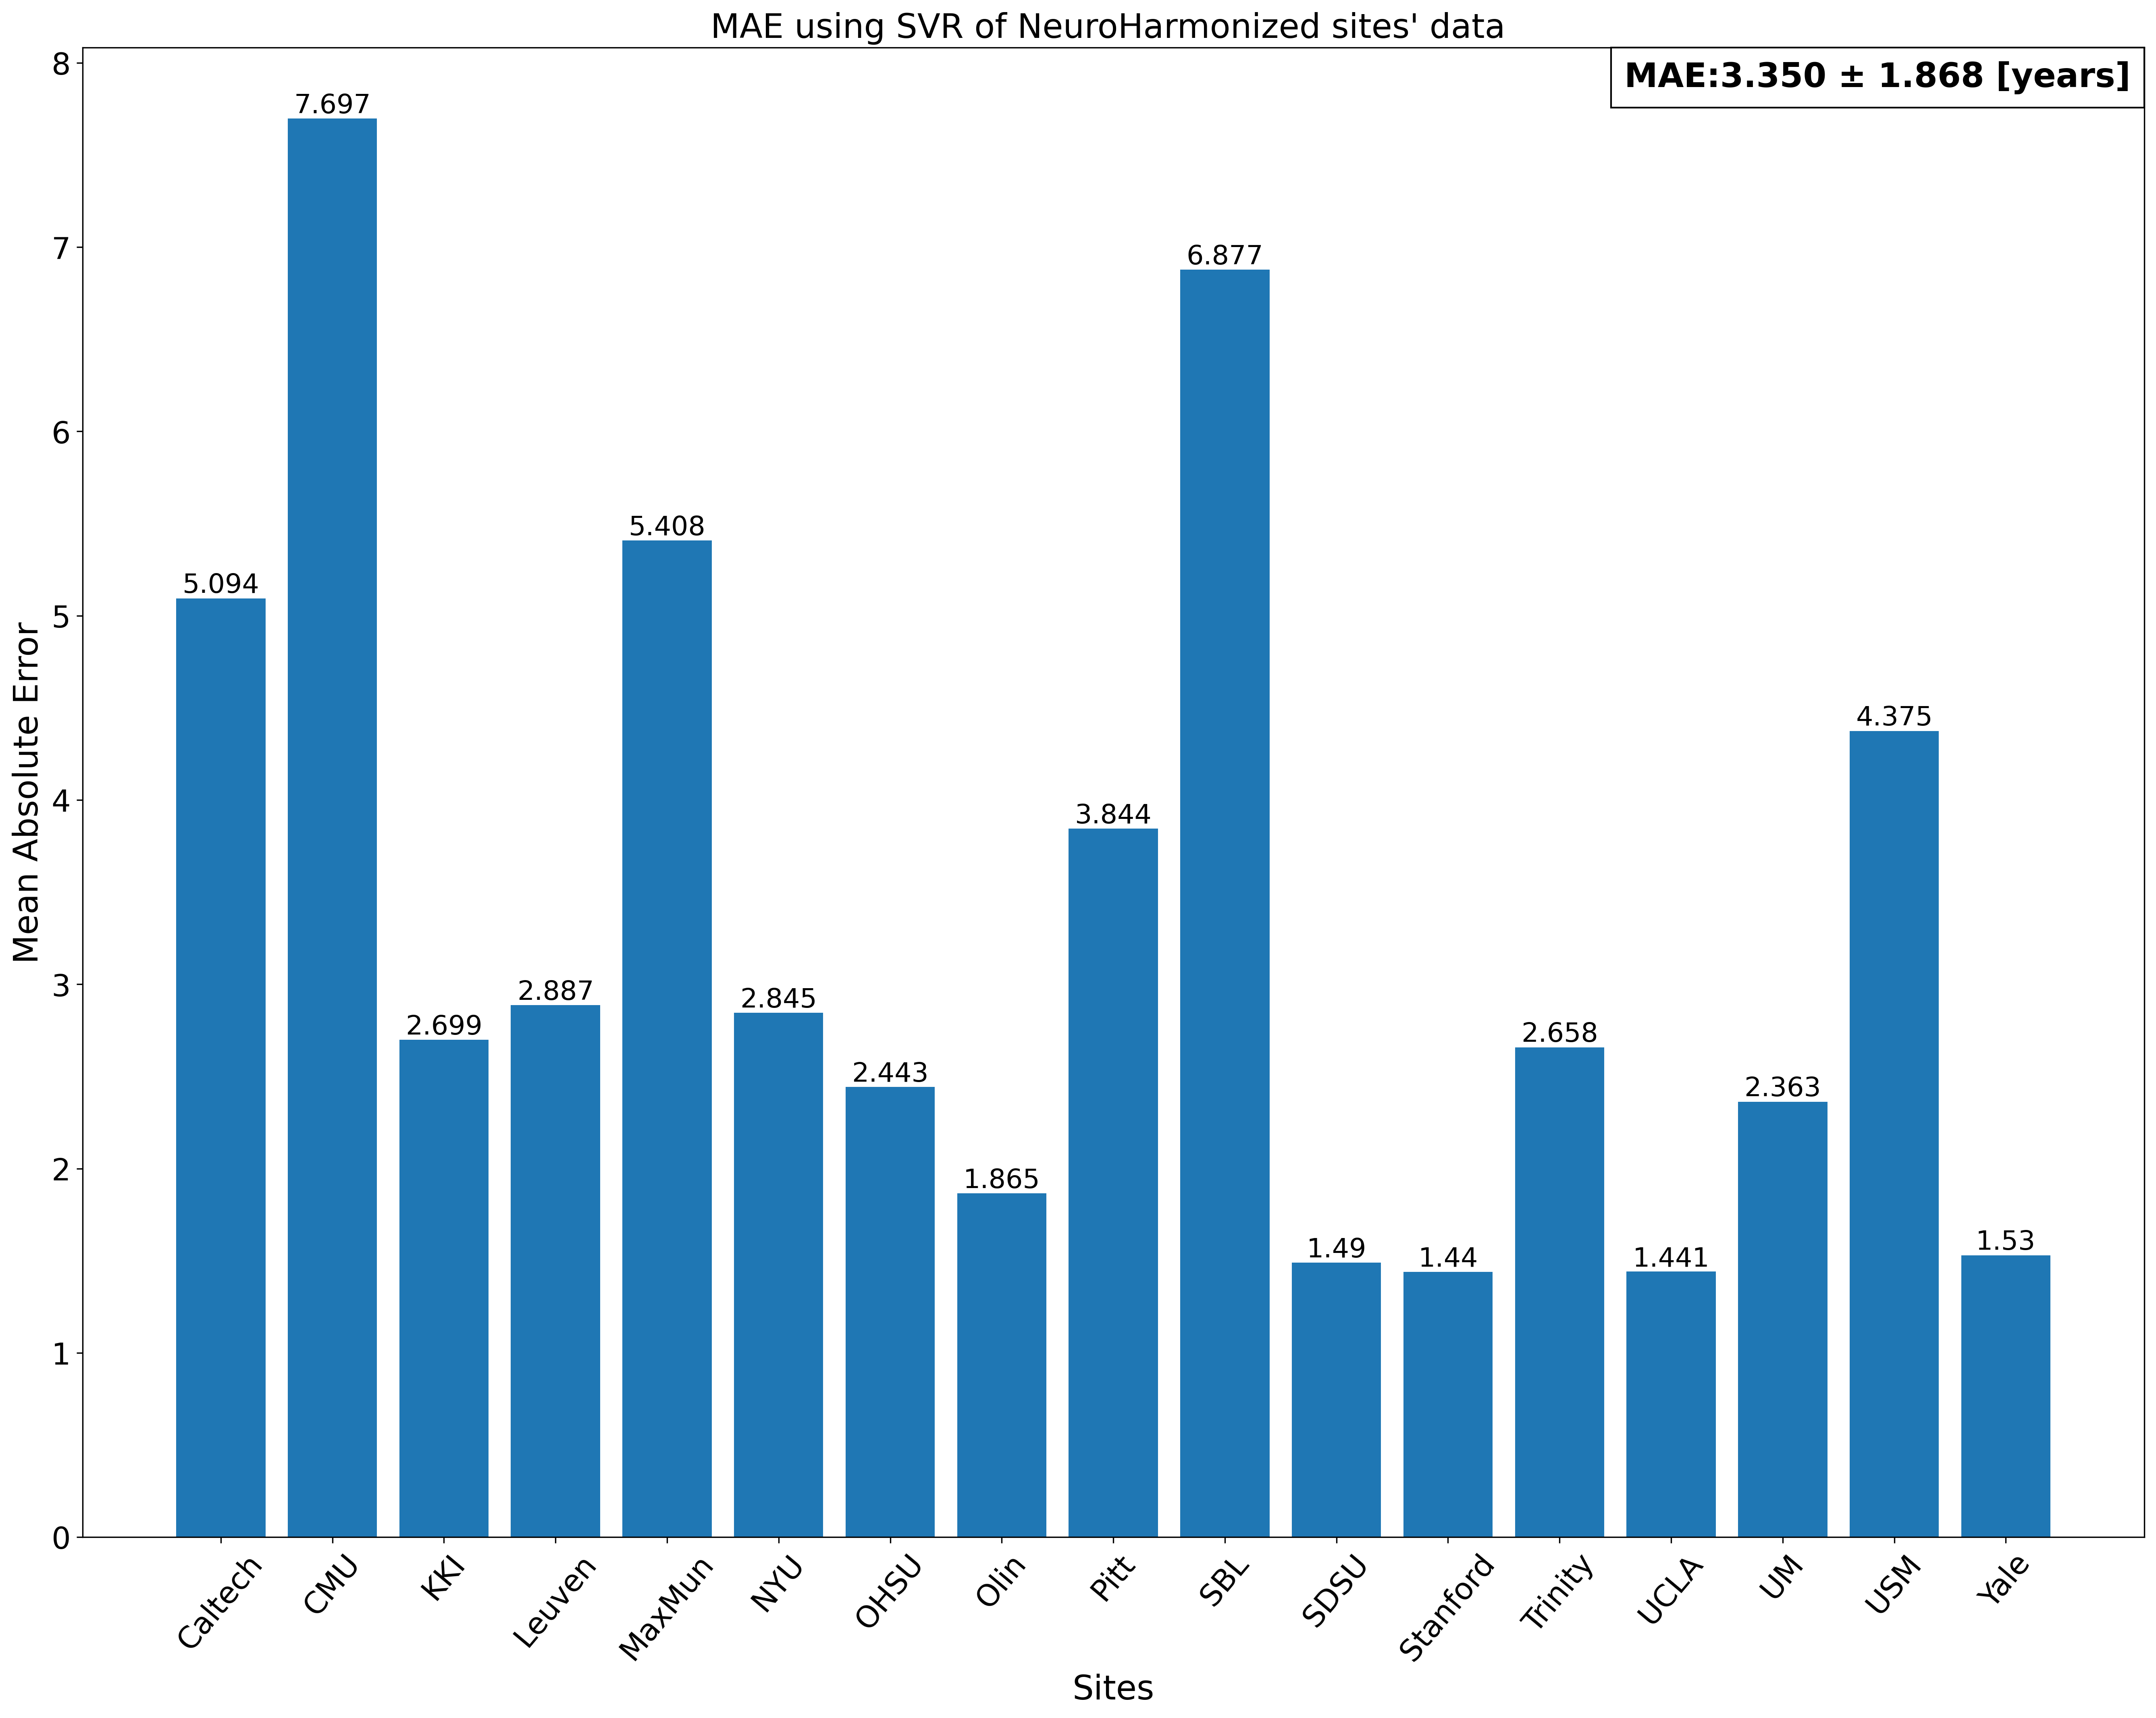 MAE using SVR of NeuroHarmonized sites' data
MAE:3.350 ± 1.868 [years]
Mean Absolute Error
8
7
6
5
4
3
2
1
0
5.094
7.697
2.699
2.887
5.408
2.845
2.443
1.865
3.844
6.877
1.49
1.44
2.658
1.441
2.363
4.375
1.53
Caltech
CMU
KKI
Leuven
MaxMun
NYU
OHSU
Olin
Pitt
SBL
SDSU
Stanford
Trinity
UCLA
UM
USM
Yale
Sites